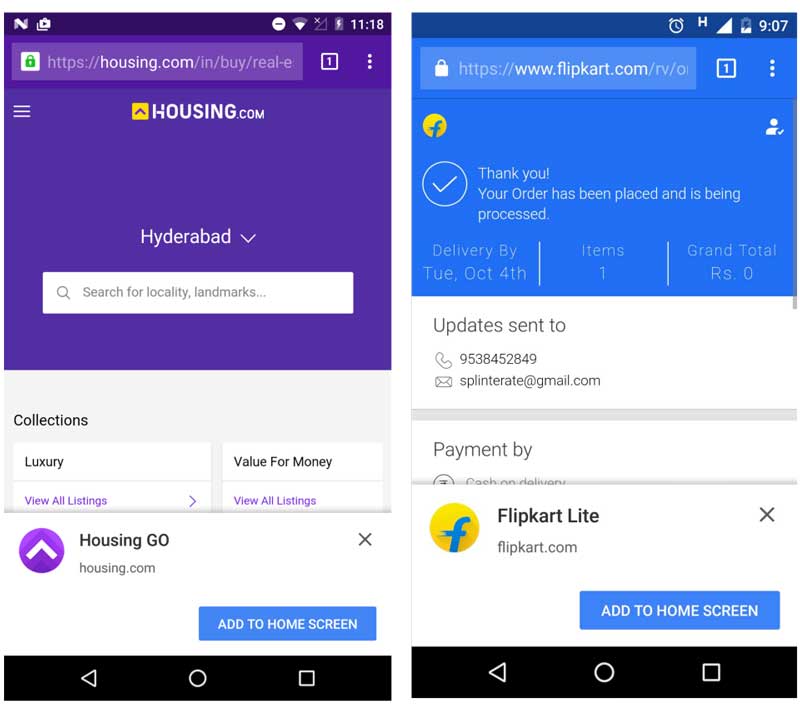 11:18
https://housing.com/in/buy/real-e
1
HOUSING.COM
Hyderabad
Search for locality, landmarks...
Collections
Luxury
Value For Money
View All Listings
View All Listings
Housing GO
housing.com
ADD TO HOME SCREEN
H
9:07
https://www.flipkart.com/rv/o
1
Thank you!
Your Order has been placed and is being
processed.
Delivery By
Items
Grand Total
Tue, Oct 4th
1
Rs. 0
Updates sent to
9538452849
splinterate@gmail.com
Payment by
Cash on delivery
Flipkart Lite
flipkart.com
ADD TO HOME SCREEN